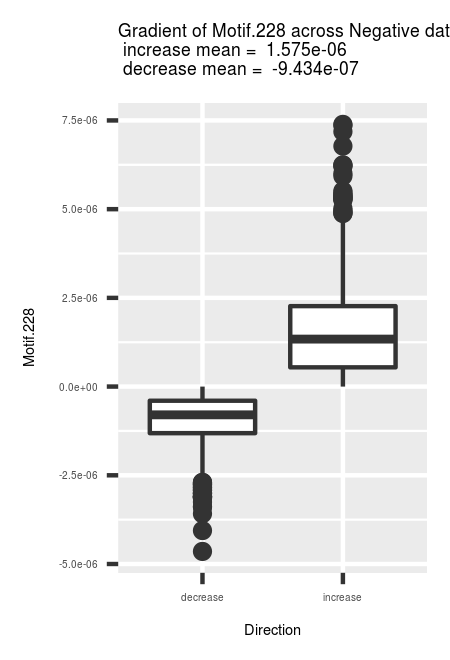 Gradient of Motif.228 across Negative dat
increase mean =  1.575e-06
decrease mean =  -9.434e-07
7.5e-06
5.0e-06
2.5e-06
0.0e+00
-2.5e-06
-5.0e-06
Motif.228
decrease
increase
Direction